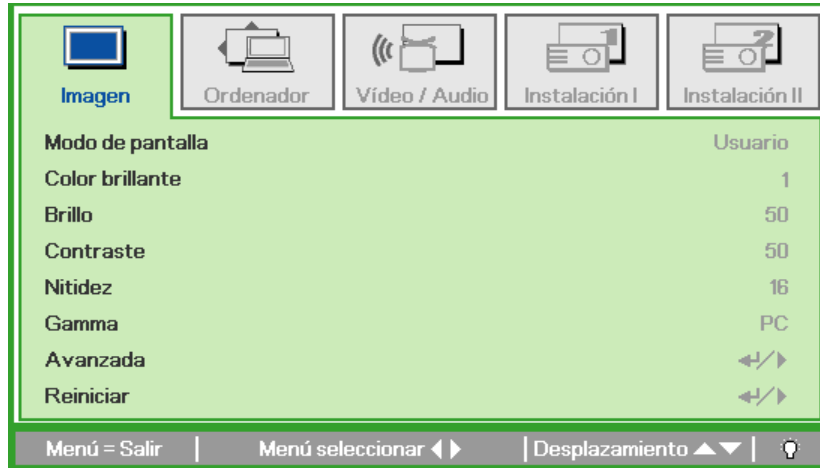 Imagen Ordenador Vídeo / Audio Instalación I Instalación II
Modo de pantalla Usuario
Color brillante 1
Brillo 50
Contraste 50
Nitidez 16
Gamma PC
Avanzada
Reiniciar
Menú = Salir Menú seleccionar Desplazamiento